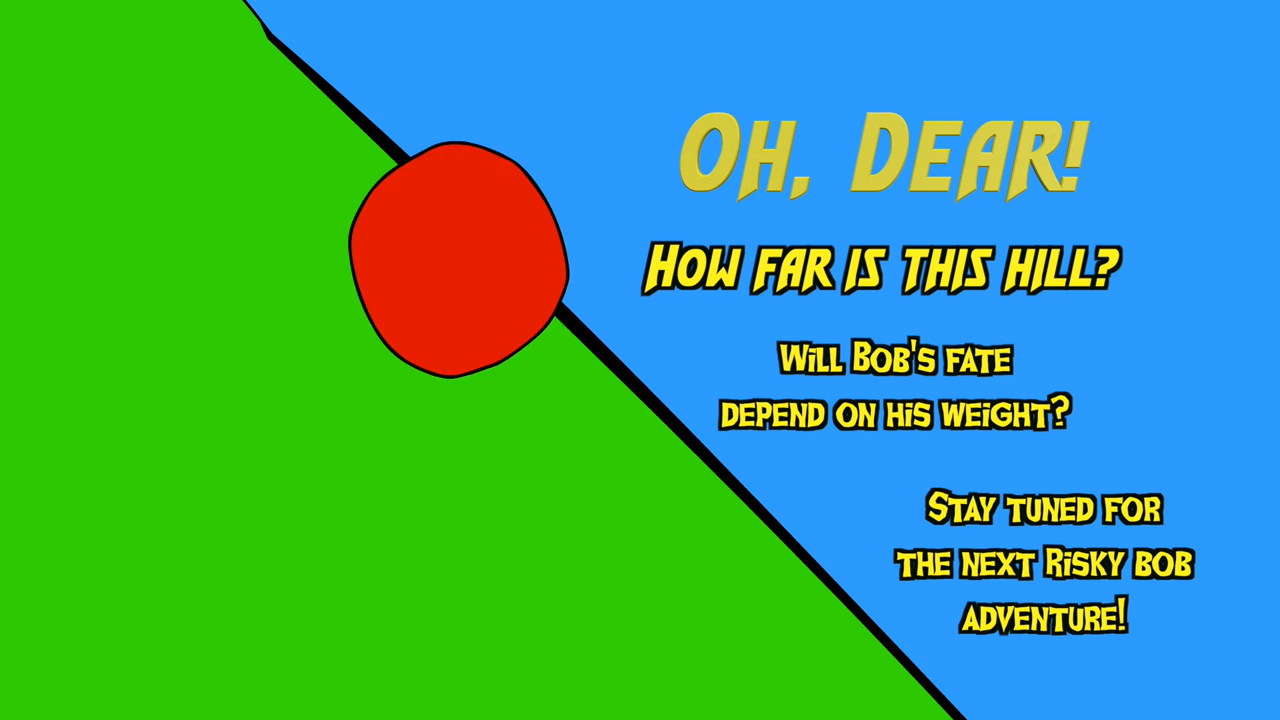 Oh, Dear!
How far is this hill?
Will Bob's fate
depend on his weight?
Stay tuned for
the next Risky Bob
adventure!